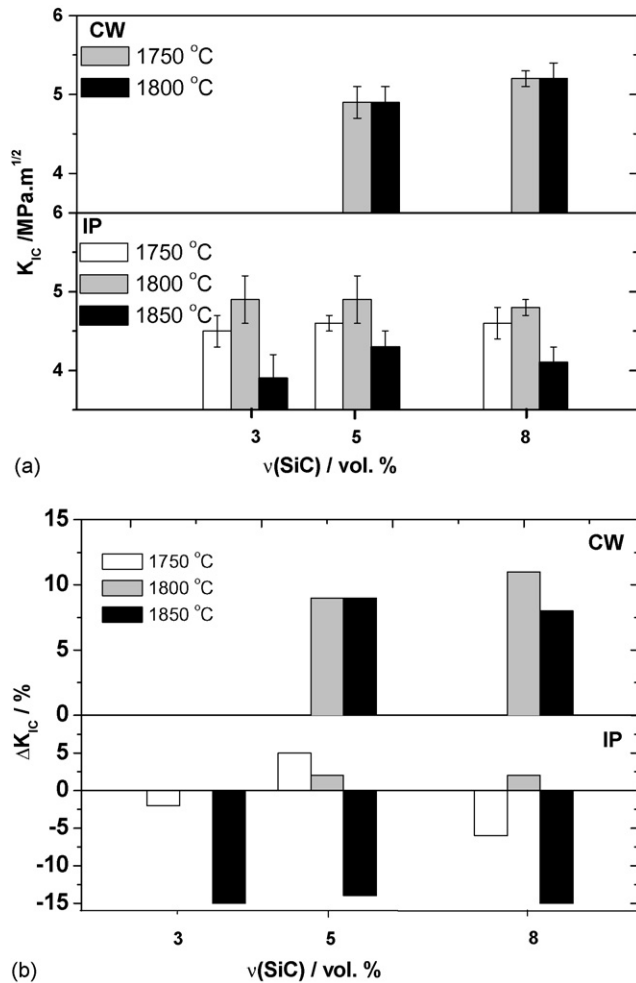 6
CW
1750 °C
1800 °C
5
4
6
IP
1750 °C
1800 °C
1850 °C
5
4
K_IC /MPa.m^1/2
3 5 8
(a) ν(SiC) / vol. %
15
CW
1750 °C
1800 °C
1850 °C
10
5
0
IP
5
0
-5
-10
-15
ΔK_IC / %
3 5 8
(b) ν(SiC) / vol. %